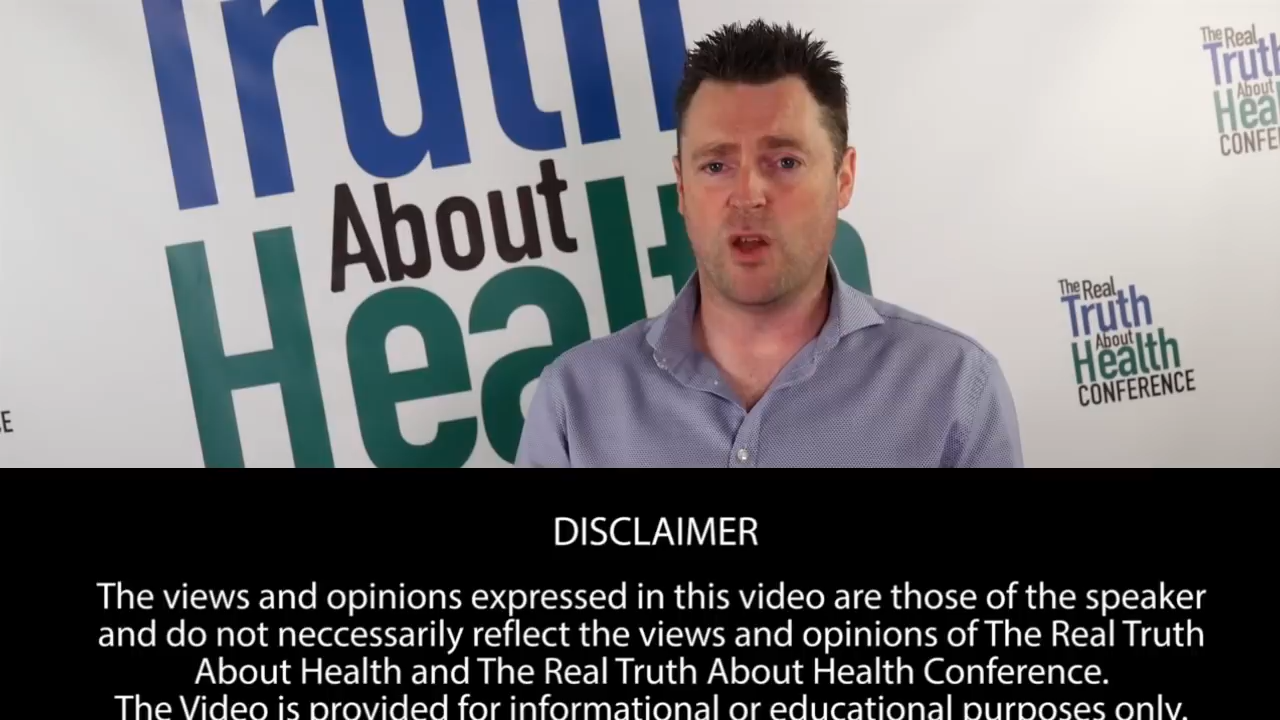 Truth
About
Health
The Real
Truth
About
Health
CONFERENCE
The Real
Truth
About
Heal
CONFE
E
DISCLAIMER
The views and opinions expressed in this video are those of the speaker
and do not neccessarily reflect the views and opinions of The Real Truth
About Health and The Real Truth About Health Conference.
The Video is provided for informational or educational purposes only.